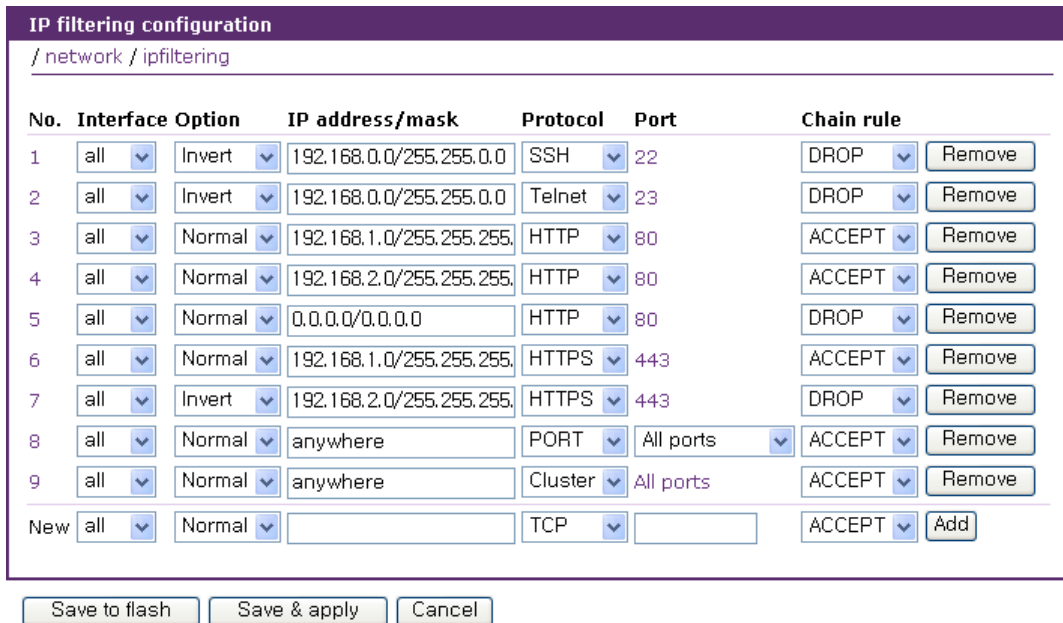 IP filtering configuration
/ network / ipfiltering
No. Interface Option IP address/mask Protocol Port Chain rule
1 all Invert 192.168.0.0/255.255.0.0 SSH 22 DROP Remove
2 all Invert 192.168.0.0/255.255.0.0 Telnet 23 DROP Remove
3 all Normal 192.168.1.0/255.255.255. HTTP 80 ACCEPT Remove
4 all Normal 192.168.2.0/255.255.255. HTTP 80 ACCEPT Remove
5 all Normal 0.0.0.0/0.0.0.0 HTTP 80 DROP Remove
6 all Normal 192.168.1.0/255.255.255. HTTPS 443 ACCEPT Remove
7 all Invert 192.168.2.0/255.255.255. HTTPS 443 DROP Remove
8 all Normal anywhere PORT All ports ACCEPT Remove
9 all Normal anywhere Cluster All ports ACCEPT Remove
New all Normal TCP ACCEPT Add
Save to flash Save & apply Cancel